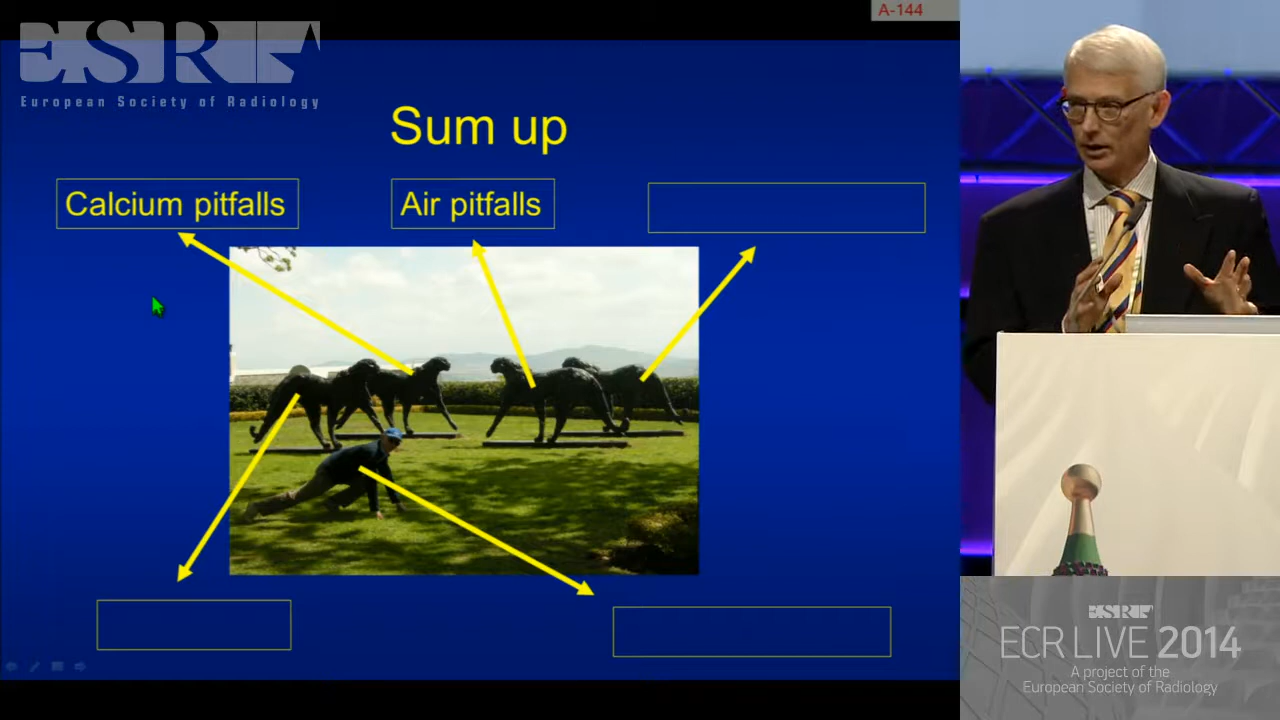 A-144
ESR
European Society of Radiology
Sum up
Calcium pitfalls
Air pitfalls
ESR
ECR LIVE 2014
A project of the
European Society of Radiology